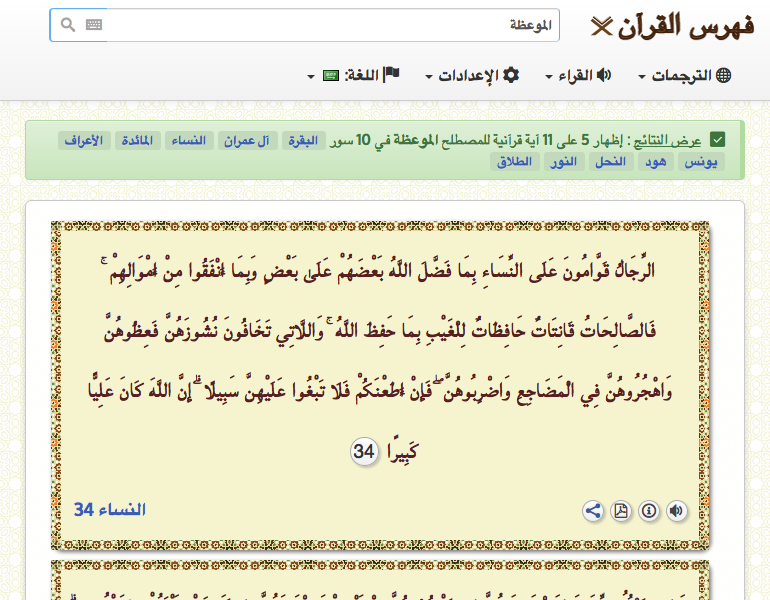 فهرس القرآن
الموعظة
الترجمات
القراء
الإعدادات
اللغة:
عرض النتائج : إظهار 5 على 11 آية قرآنية للمصطلح الموعظة في 10 سور البقرة آل عمران النساء المائدة الأعراف
يونس هود النحل النور الطلاق
الرِّجَالُ قَوَّامُونَ عَلَى النِّسَاءِ بِمَا فَضَّلَ اللَّهُ بَعْضَهُمْ عَلَىٰ بَعْضٍ وَبِمَا أَنْفَقُوا مِنْ أَمْوَالِهِمْ ۚ
فَالصَّالِحَاتُ قَانِتَاتٌ حَافِظَاتٌ لِلْغَيْبِ بِمَا حَفِظَ اللَّهُ ۚ وَاللَّاتِي تَخَافُونَ نُشُوزَهُنَّ فَعِظُوهُنَّ
وَاهْجُرُوهُنَّ فِي الْمَضَاجِعِ وَاضْرِبُوهُنَّ ۖ فَإِنْ أَطَعْنَكُمْ فَلَا تَبْغُوا عَلَيْهِنَّ سَبِيلًا ۗ إِنَّ اللَّهَ كَانَ عَلِيًّا
كَبِيرًا 34
النساء 34